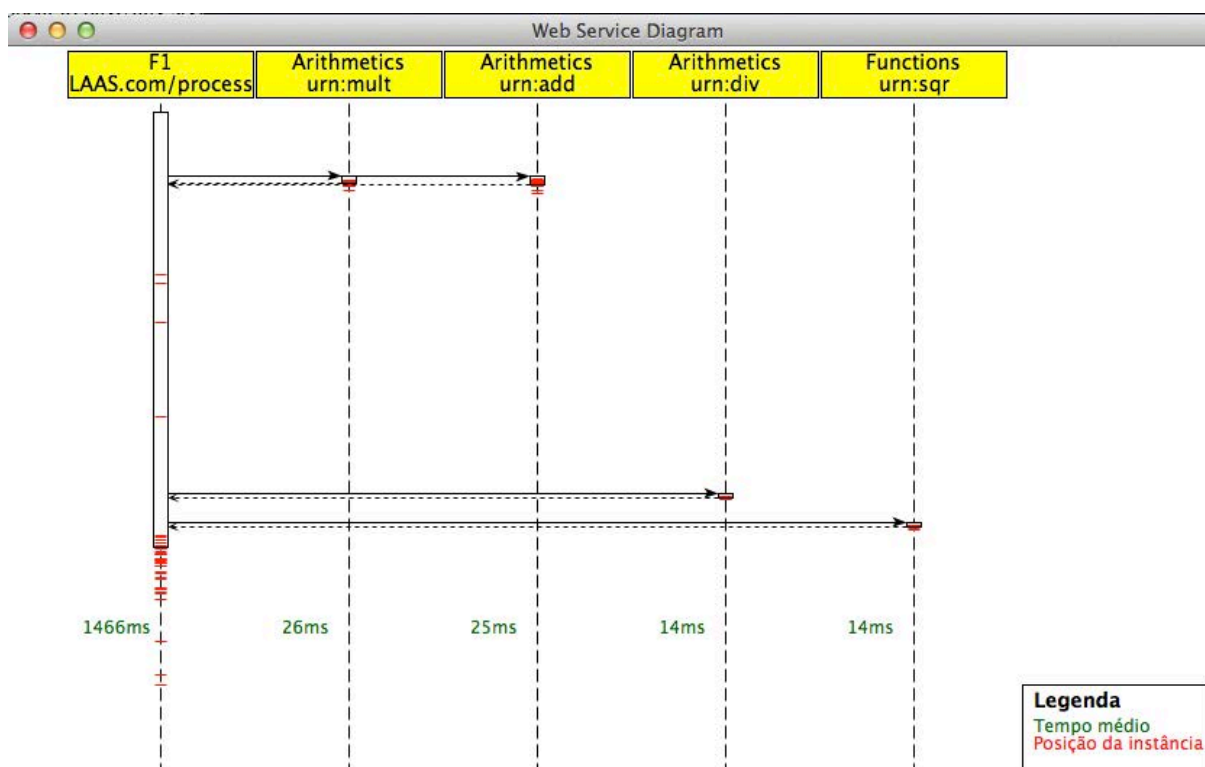 Web Service Diagram
F1
LAAS.com/process
Arithmetics
urn:mult
Arithmetics
urn:add
Arithmetics
urn:div
Functions
urn:sqr
1466ms
26ms
25ms
14ms
14ms
Legenda
Tempo médio
Posição da instância